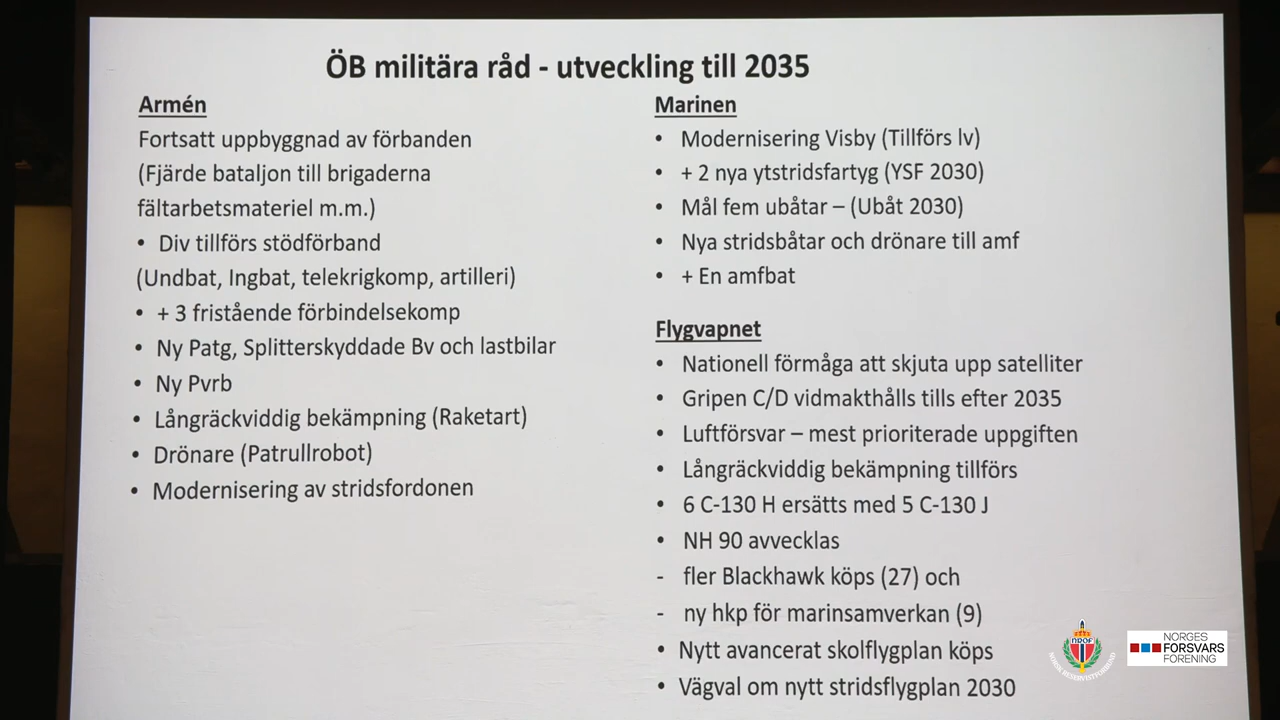 ÖB militära råd - utveckling till 2035
Armén
Fortsatt uppbyggnad av förbanden
(Fjärde bataljon till brigaderna
fältarbetsmateriel m.m.)
• Div tillförs stödförband
(Undbat, Ingbat, telekrigkomp, artilleri)
• + 3 fristående förbindelsekomp
• Ny Patg, Splitterskyddade Bv och lastbilar
• Ny Pvrb
• Långräckviddig bekämpning (Raketart)
• Drönare (Patrullrobot)
• Modernisering av stridsfordonen
Marinen
• Modernisering Visby (Tillförs lv)
• + 2 nya ytstridsfartyg (YSF 2030)
• Mål fem ubåtar – (Ubåt 2030)
• Nya stridsbåtar och drönare till amf
• + En amfbat
Flygvapnet
• Nationell förmåga att skjuta upp satelliter
• Gripen C/D vidmakthålls tills efter 2035
• Luftförsvar – mest prioriterade uppgiften
• Långräckviddig bekämpning tillförs
• 6 C-130 H ersätts med 5 C-130 J
• NH 90 avvecklas
- fler Blackhawk köps (27) och
- ny hkp för marinsamverkan (9)
• Nytt avancerat skolflygplan köps
• Vägval om nytt stridsflygplan 2030
NROF
NORSK RESERVISTFORBUND
NORGES
FORSVARS
FORENING